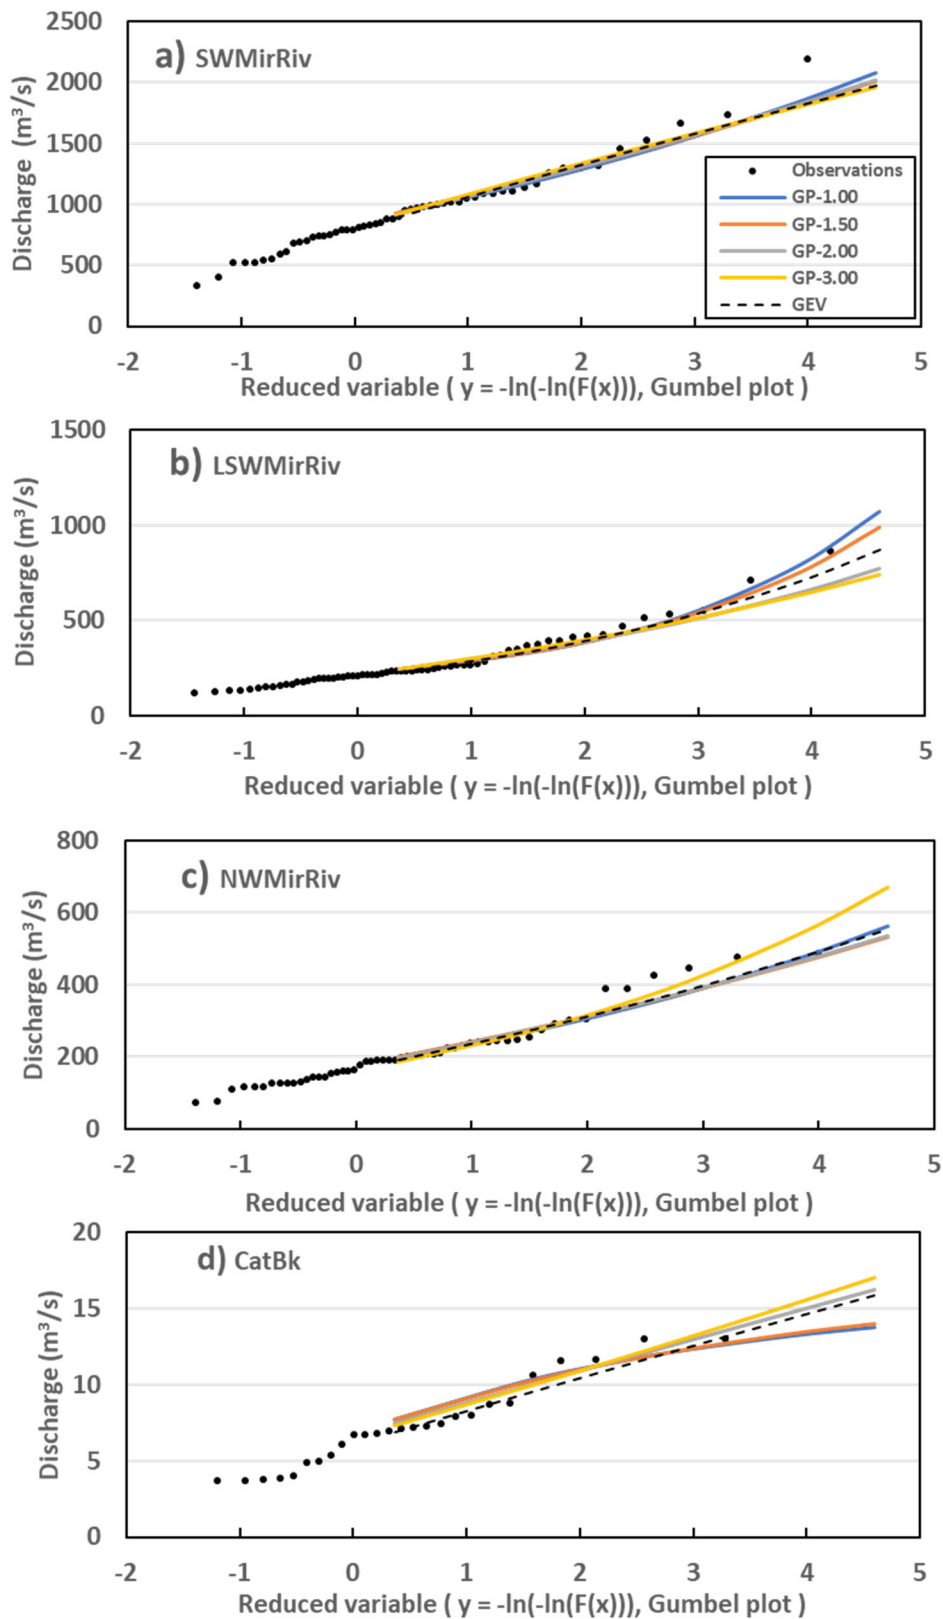 a) SWMirRiv
Discharge (m³/s)
2500
2000
1500
1000
500
0
Observations
GP-1.00
GP-1.50
GP-2.00
GP-3.00
GEV
-2 -1 0 1 2 3 4 5
Reduced variable ( y = -ln(-ln(F(x))), Gumbel plot )
b) LSWMirRiv
Discharge (m³/s)
1500
1000
500
0
-2 -1 0 1 2 3 4 5
Reduced variable ( y = -ln(-ln(F(x))), Gumbel plot )
c) NWMirRiv
Discharge (m³/s)
800
600
400
200
0
-2 -1 0 1 2 3 4 5
Reduced variable ( y = -ln(-ln(F(x))), Gumbel plot )
d) CatBk
Discharge (m³/s)
20
15
10
5
0
-2 -1 0 1 2 3 4 5
Reduced variable ( y = -ln(-ln(F(x))), Gumbel plot )